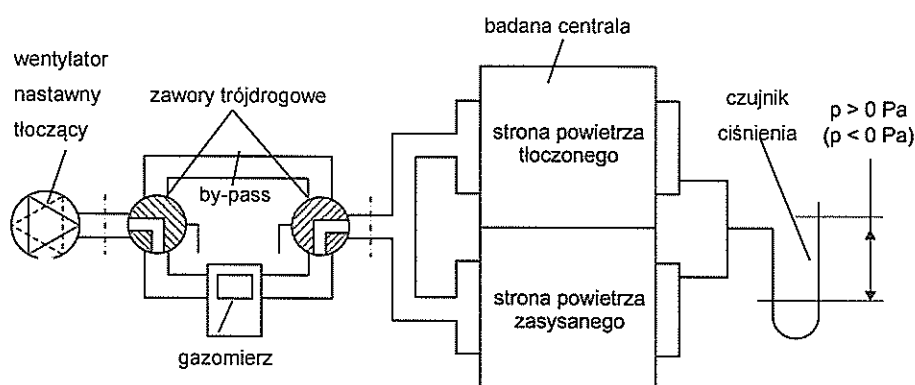 badana centrala
wentylator
nastawny
tłoczący
zawory trójdrogowe
by-pass
gazomierz
strona powietrza
tłoczonego
strona powietrza
zasysanego
czujnik
ciśnienia
p > 0 Pa
(p < 0 Pa)